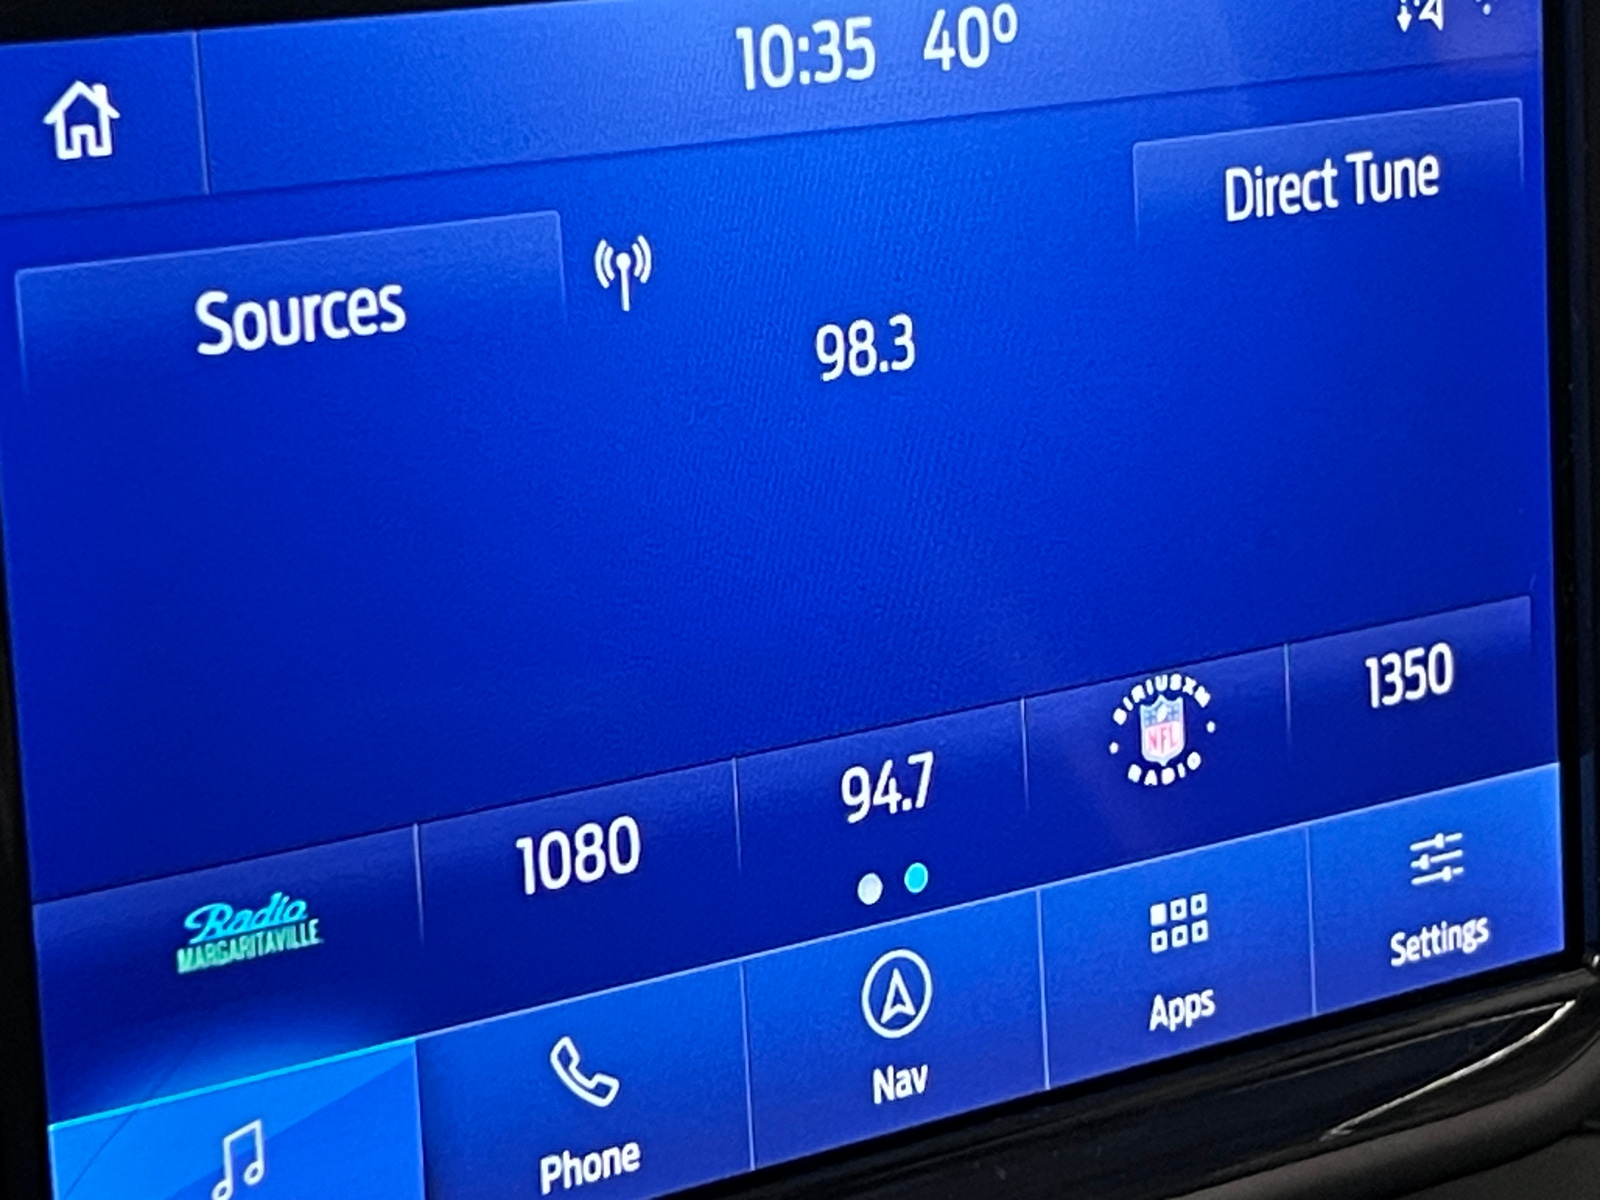 10:35 40°
Direct Tune
Sources
98.3
Radio
MARGARITAVILLE
1080
94.7
SIRIUSXM
NFL
RADIO
1350
Phone
Nav
Apps
Settings